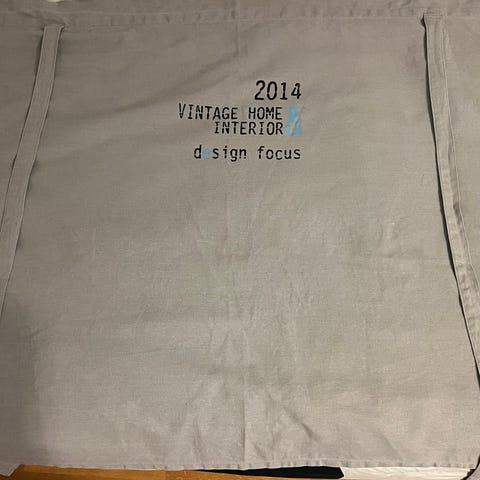 2014
VINTAGE HOME &
INTERIOR
design focus